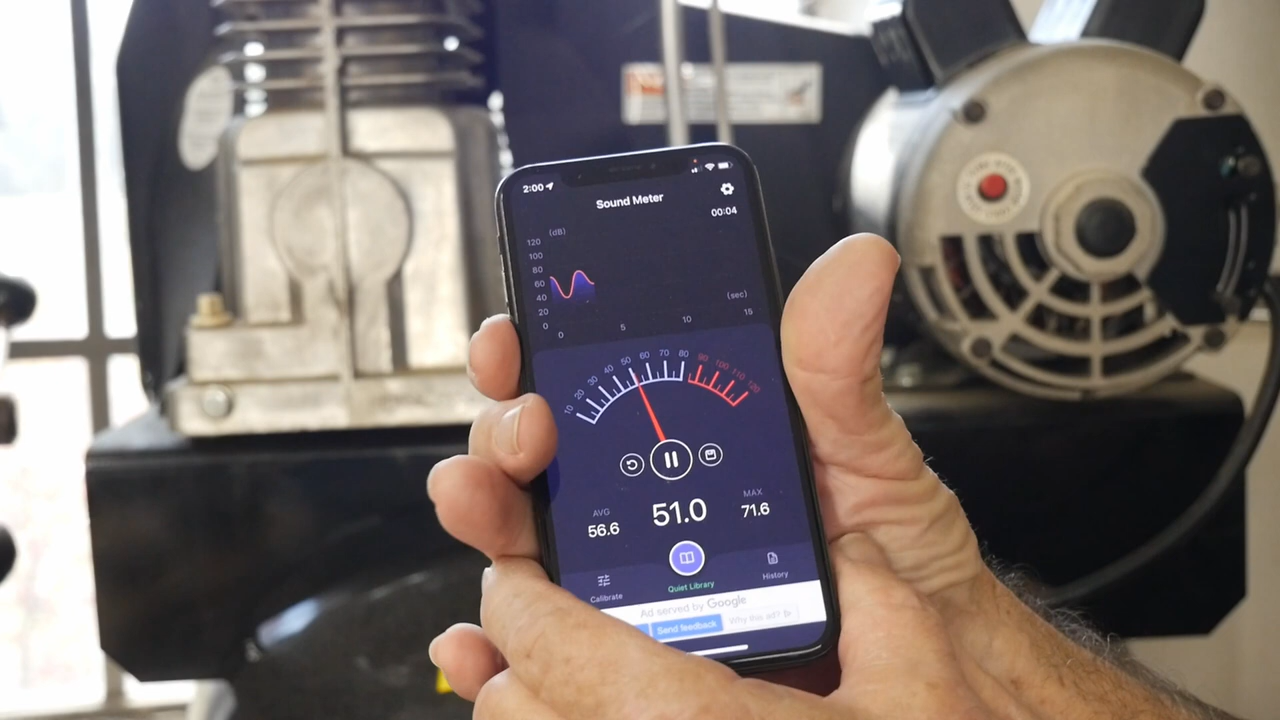 2:00
Sound Meter
00:04
(dB)
120
100
80
60
40
20
0
(sec)
0 5 10 15
10 20 30 40 50 60 70 80 90 100 110 120
AVG
56.6
51.0
MAX
71.6
Calibrate
Quiet Library
History
Ad served by Google
Send feedback
Why this ad?